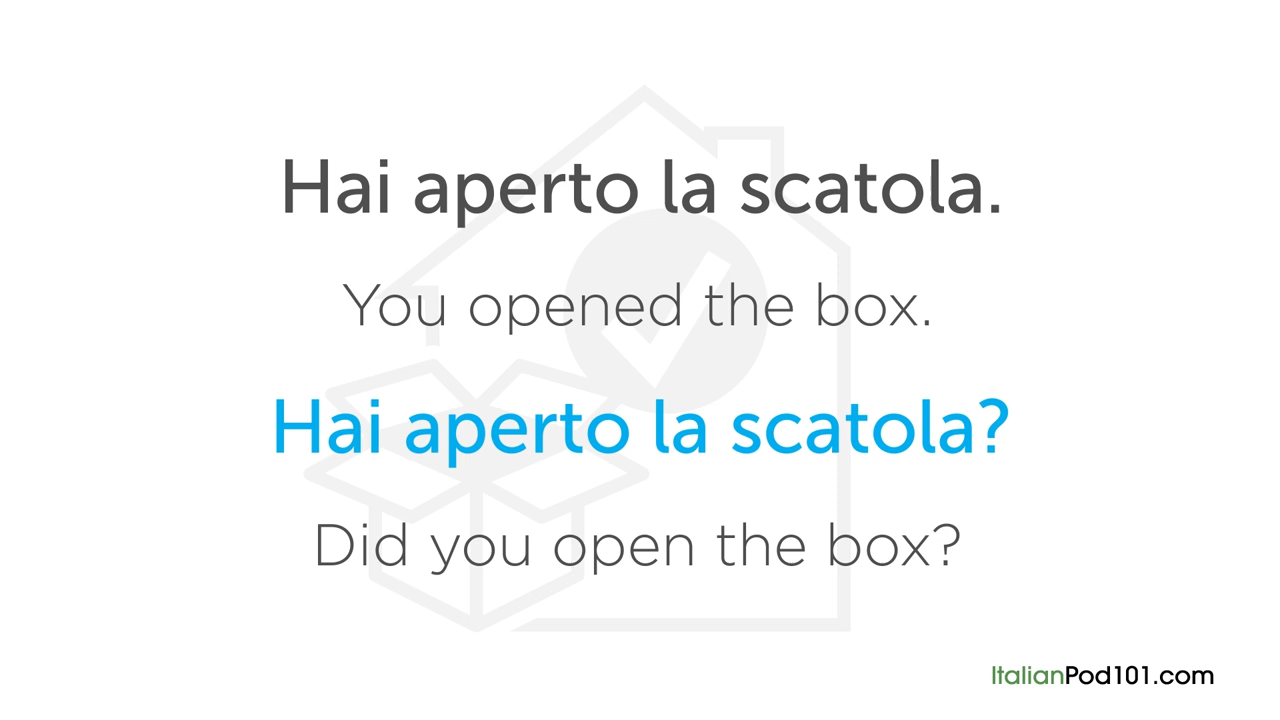 Hai aperto la scatola.
You opened the box.
Hai aperto la scatola?
Did you open the box?
ItalianPod101.com